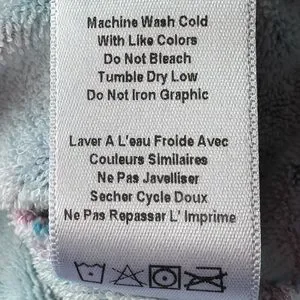 Machine Wash Cold
With Like Colors
Do Not Bleach
Tumble Dry Low
Do Not Iron Graphic
Laver A L'eau Froide Avec
Couleurs Similaires
Ne Pas Javelliser
Secher Cycle Doux
Ne Pas Repasser L' Imprime